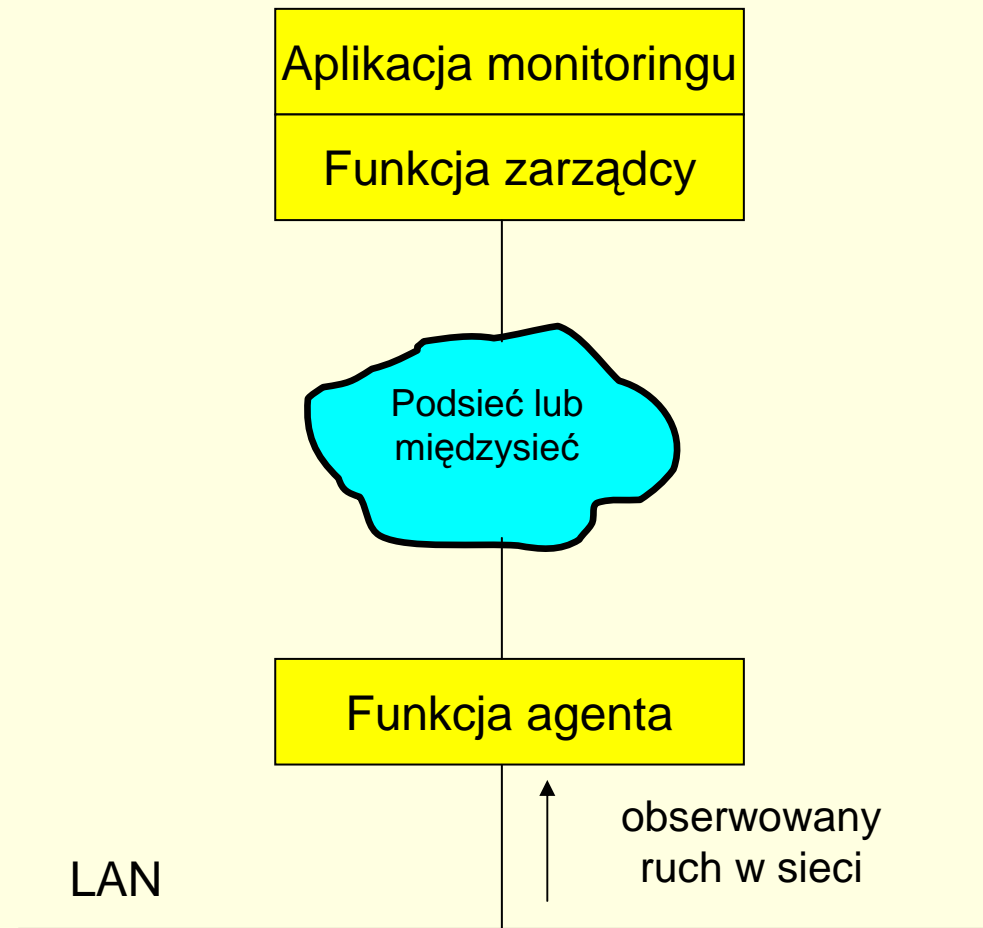 Aplikacja monitoringu
Funkcja zarządcy
Podsieć lub
międzysieć
Funkcja agenta
obserwowany
ruch w sieci
LAN